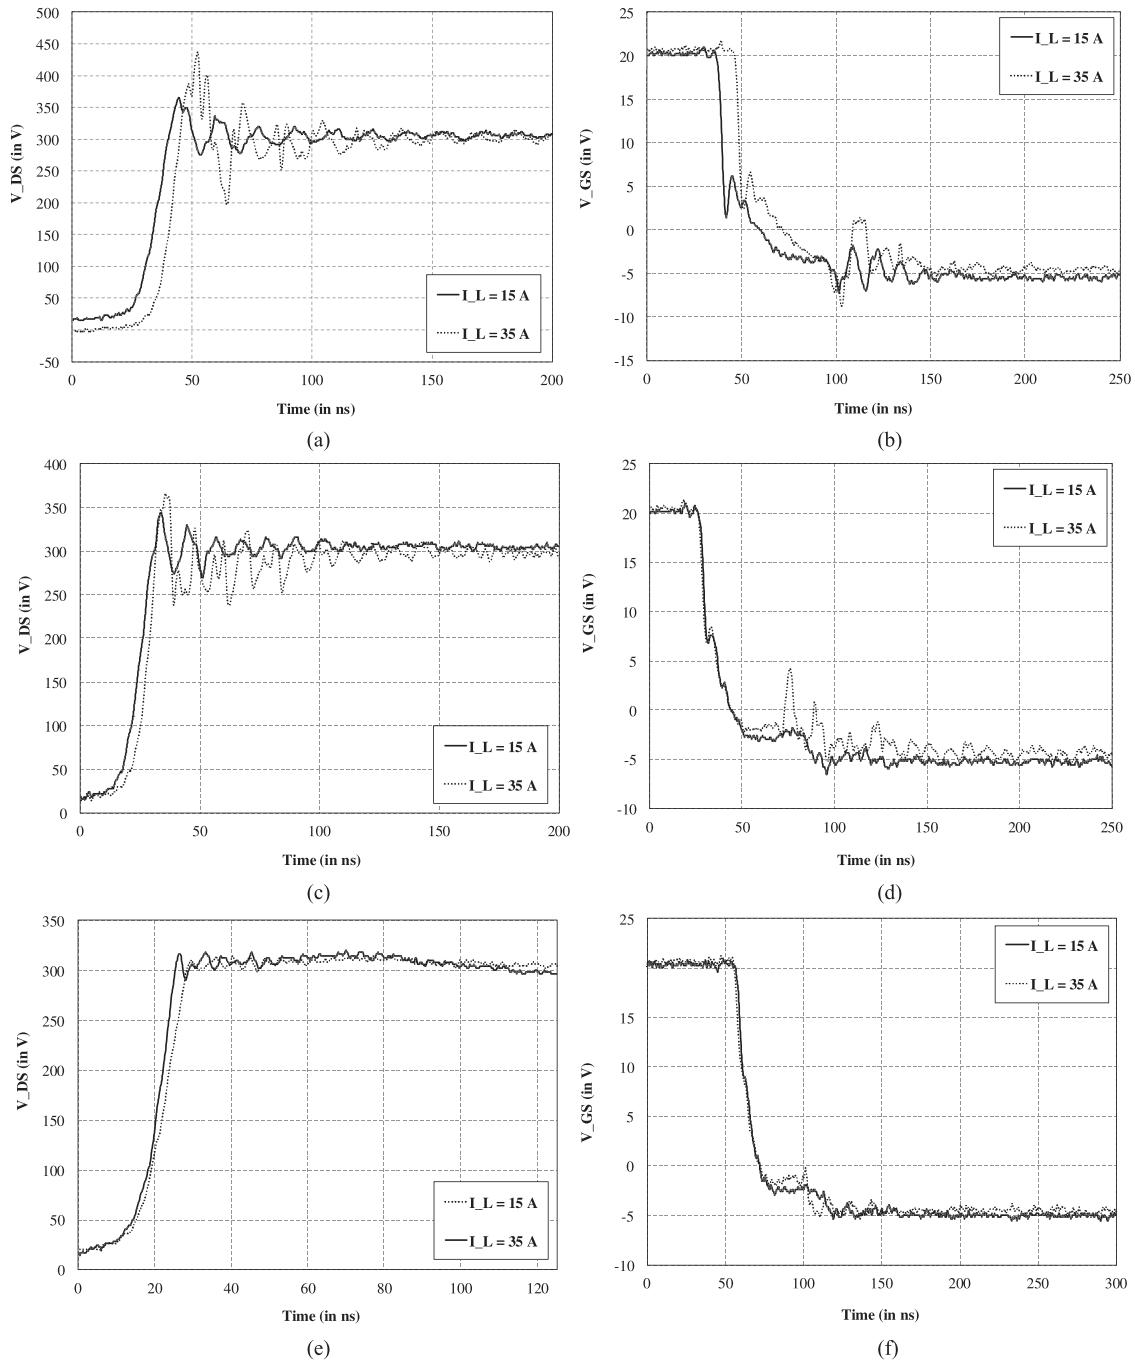 500
450
400
350
300
250
200
150
100
50
-50
0
50
100
150
200
V_DS (in V)
Time (in ns)
I_L = 15 A
I_L = 35 A
(a)
25
20
15
10
5
0
-5
-10
-15
0
50
100
150
200
250
V_GS (in V)
Time (in ns)
I_L = 15 A
I_L = 35 A
(b)
400
350
300
250
200
150
100
50
0
0
50
100
150
200
V_DS (in V)
Time (in ns)
I_L = 15 A
I_L = 35 A
(c)
25
20
15
10
5
0
-5
-10
0
50
100
150
200
250
V_GS (in V)
Time (in ns)
I_L = 15 A
I_L = 35 A
(d)
350
300
250
200
150
100
50
0
0
20
40
60
80
100
120
V_DS (in V)
Time (in ns)
I_L = 15 A
I_L = 35 A
(e)
25
20
15
10
5
0
-5
-10
0
50
100
150
200
250
300
V_GS (in V)
Time (in ns)
I_L = 15 A
I_L = 35 A
(f)